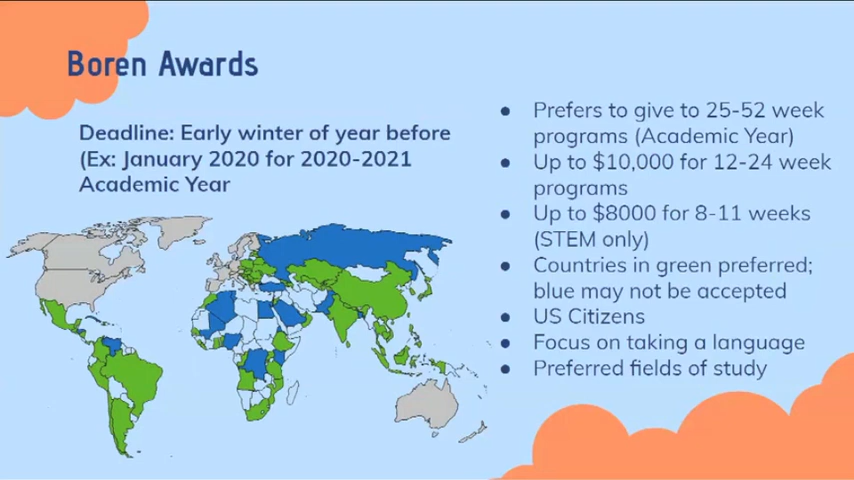 Boren Awards
Deadline: Early winter of year before
(Ex: January 2020 for 2020-2021
Academic Year
● Prefers to give to 25-52 week
programs (Academic Year)
● Up to $10,000 for 12-24 week
programs
● Up to $8000 for 8-11 weeks
(STEM only)
● Countries in green preferred;
blue may not be accepted
● US Citizens
● Focus on taking a language
● Preferred fields of study